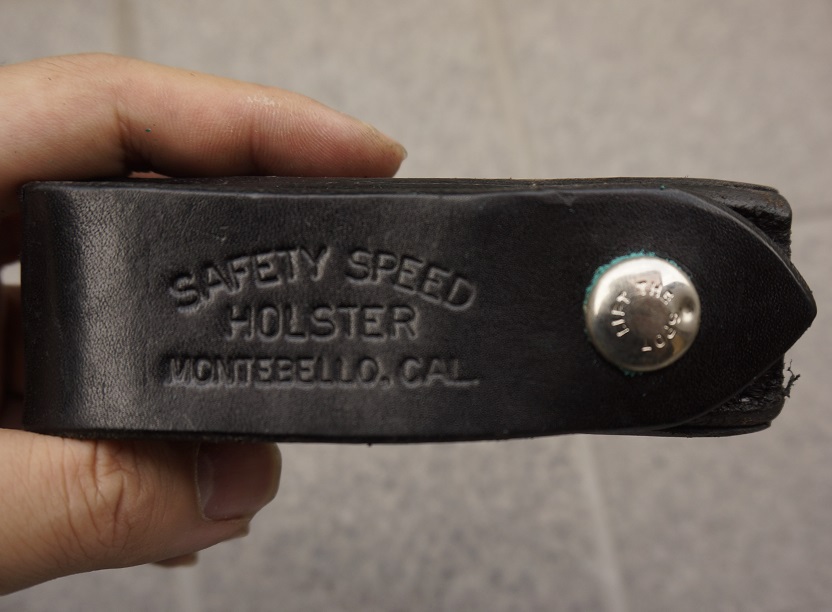 SAFETY SPEED
HOLSTER
MONTEBELLO, CAL.
LIFT THE DOT